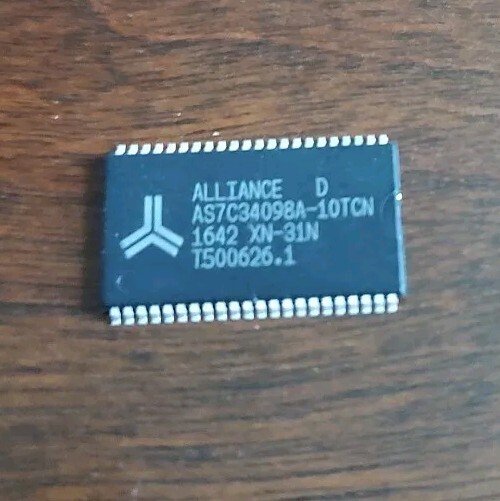 ALLIANCE D
AS7C34098A-10TCN
1642 XN-31N
T500626.1